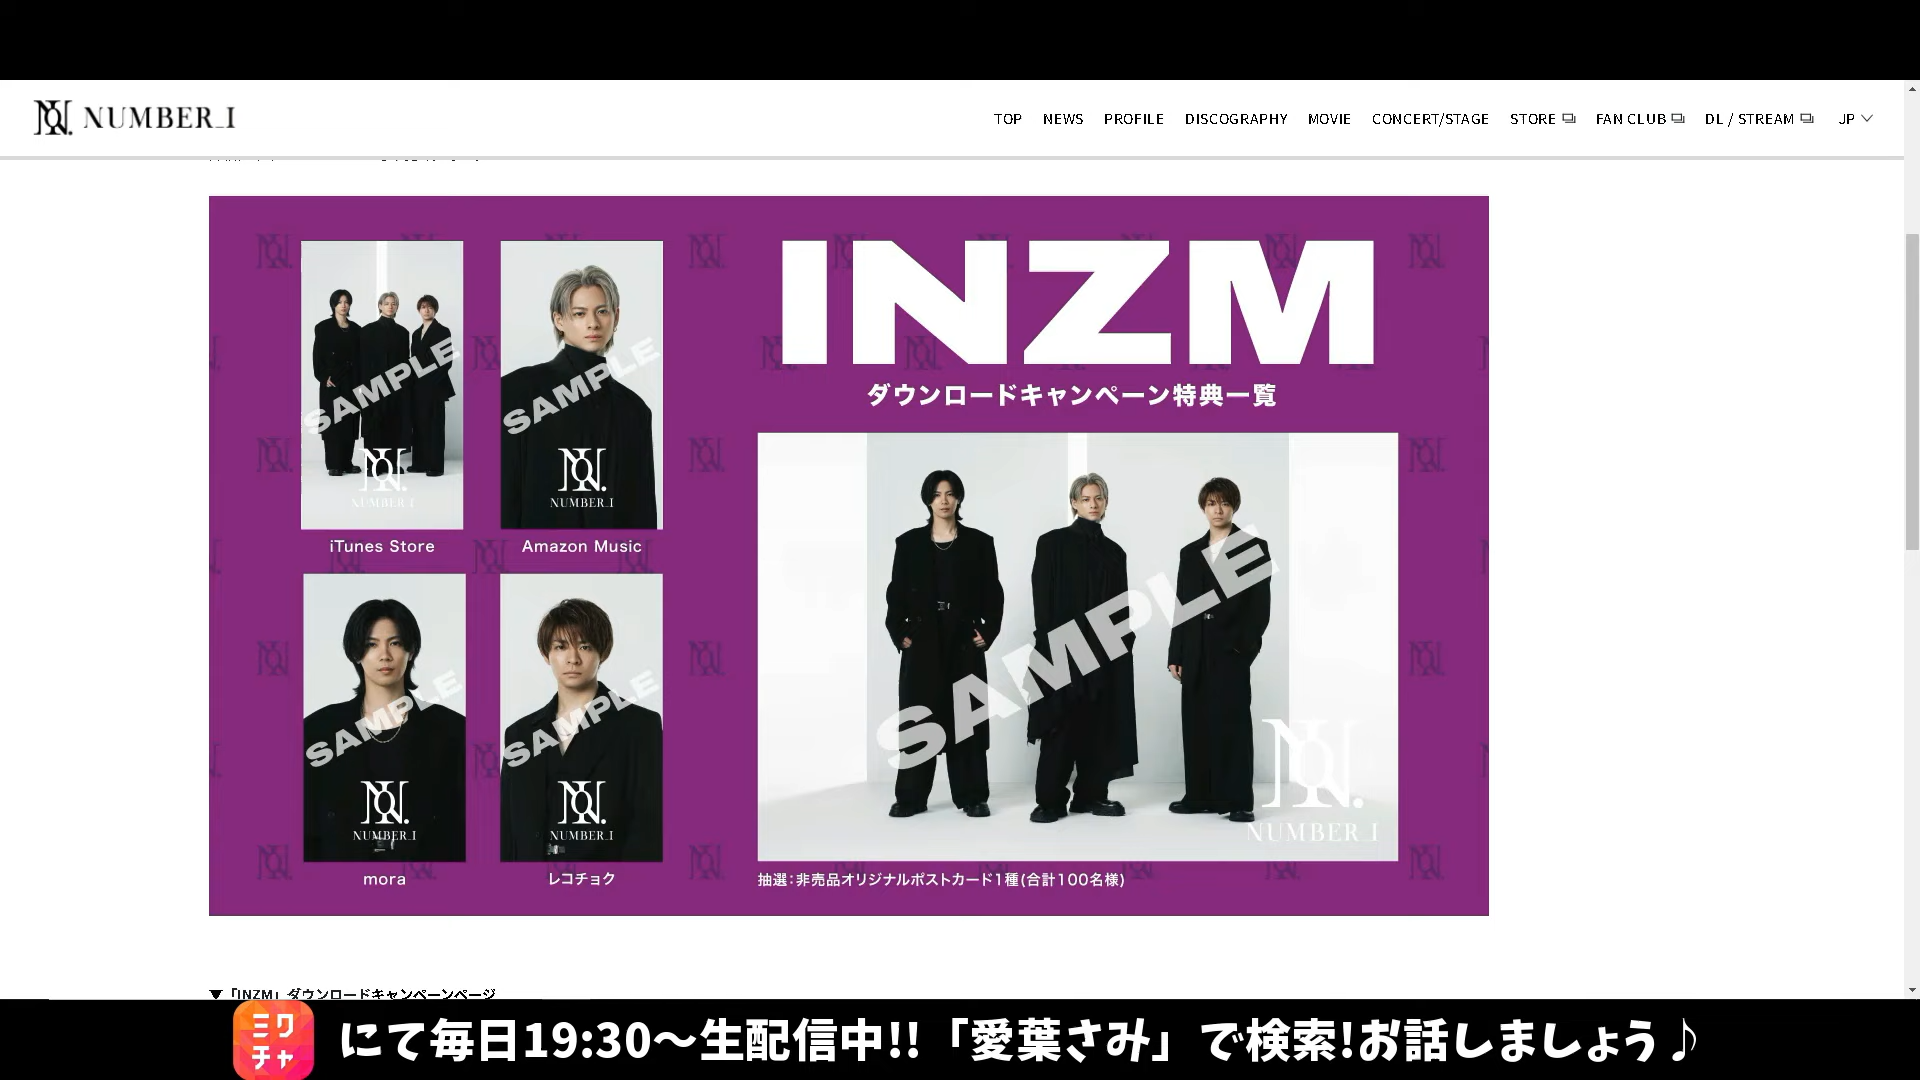 NUMBER_I
TOP NEWS PROFILE DISCOGRAPHY MOVIE CONCERT/STAGE STORE FAN CLUB DL / STREAM JP
INZM
ダウンロードキャンペーン特典一覧
SAMPLE
NUMBER_I
iTunes Store
SAMPLE
NUMBER_I
Amazon Music
SAMPLE
NUMBER_I
mora
SAMPLE
NUMBER_I
レコチョク
SAMPLE
NUMBER_I
抽選:非売品オリジナルポストカード1種(合計100名様)
▼「INZM」ダウンロードキャンペーンページ
ミクチャ
にて毎日19:30～生配信中!!「愛葉さみ」で検索!お話しましょう♪